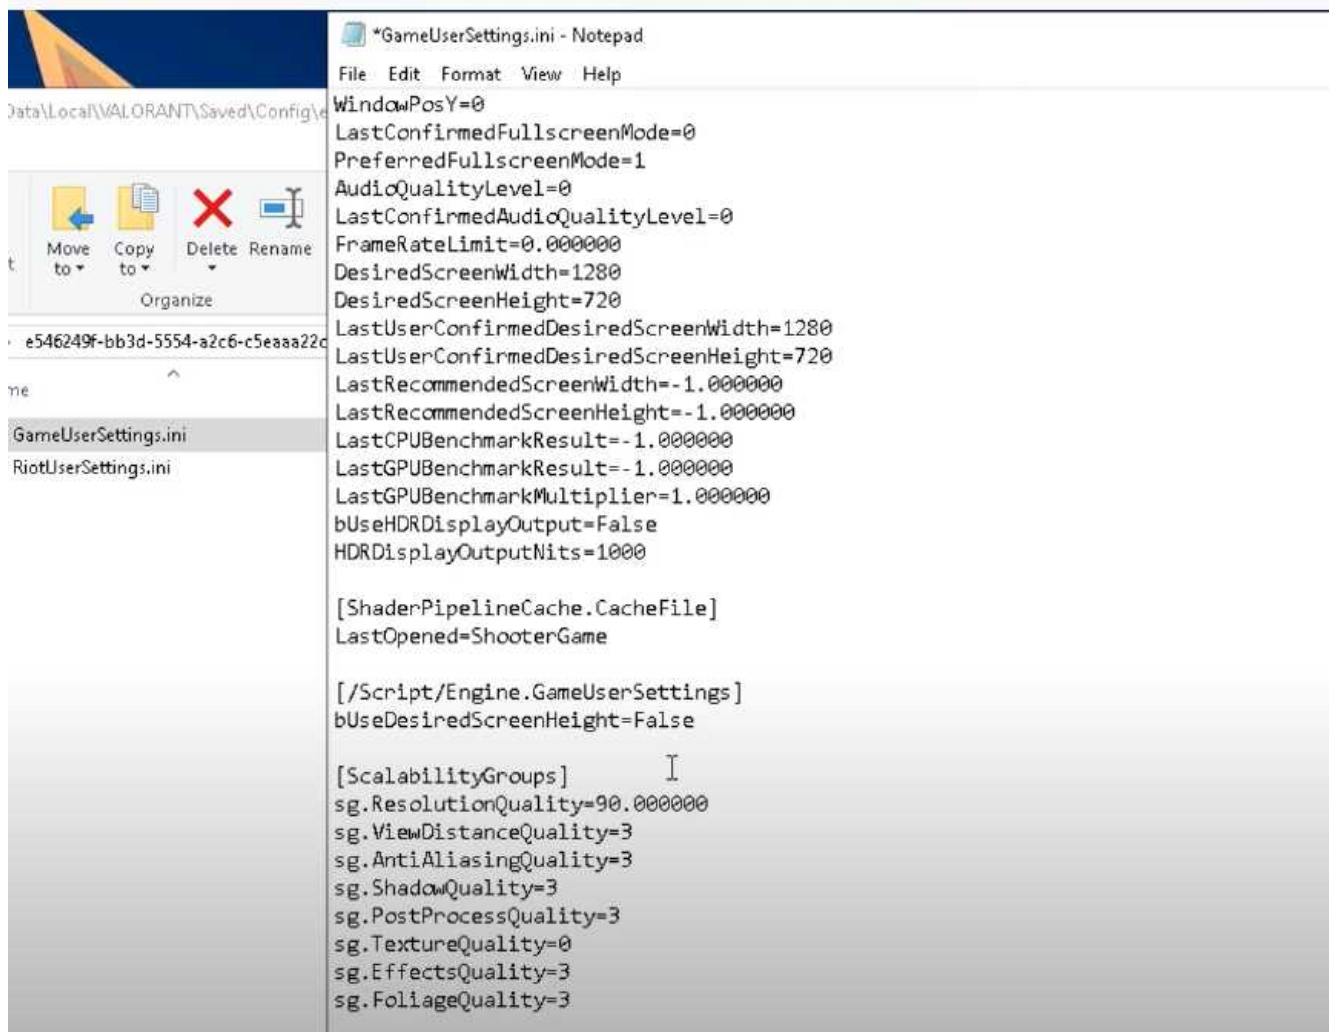 *GameUserSettings.ini - Notepad
File Edit Format View Help
Data\Local\VALORANT\Saved\Config\e
Move to
Copy to
Delete
Rename
Organize
e546249f-bb3d-5554-a2c6-c5eaaa22c
me
GameUserSettings.ini
RiotUserSettings.ini
WindowPosY=0
LastConfirmedFullscreenMode=0
PreferredFullscreenMode=1
AudioQualityLevel=0
LastConfirmedAudioQualityLevel=0
FrameRateLimit=0.000000
DesiredScreenWidth=1280
DesiredScreenHeight=720
LastUserConfirmedDesiredScreenWidth=1280
LastUserConfirmedDesiredScreenHeight=720
LastRecommendedScreenWidth=-1.000000
LastRecommendedScreenHeight=-1.000000
LastCPUBenchmarkResult=-1.000000
LastGPUBenchmarkResult=-1.000000
LastGPUBenchmarkMultiplier=1.000000
bUseHDRDisplayOutput=False
HDRDisplayOutputNits=1000
[ShaderPipelineCache.CacheFile]
LastOpened=ShooterGame
[/Script/Engine.GameUserSettings]
bUseDesiredScreenHeight=False
[ScalabilityGroups]
sg.ResolutionQuality=90.000000
sg.ViewDistanceQuality=3
sg.AntiAliasingQuality=3
sg.ShadowQuality=3
sg.PostProcessQuality=3
sg.TextureQuality=0
sg.EffectsQuality=3
sg.FoliageQuality=3